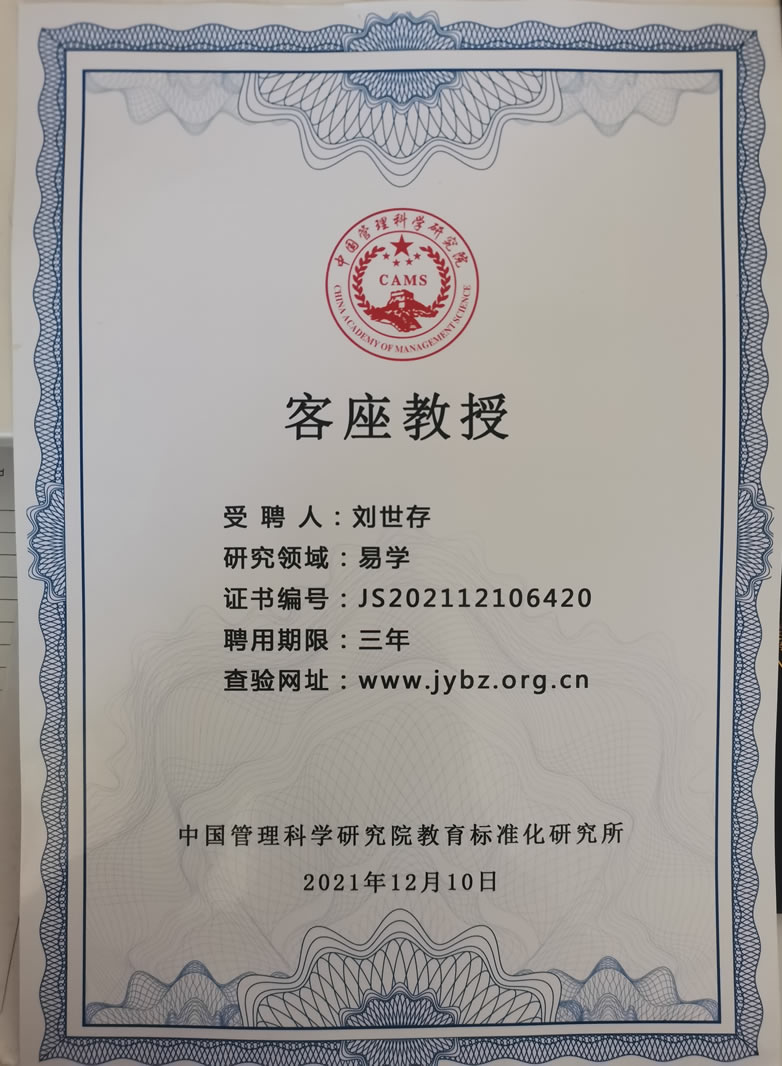 中国管理科学研究院
CAMS
CHINA ACADEMY OF MANAGEMENT SCIENCE
客座教授
受 聘 人：刘世存
研究领域：易学
证书编号：JS202112106420
聘用期限：三年
查验网址：www.jybz.org.cn
中国管理科学研究院教育标准化研究所
2021年12月10日